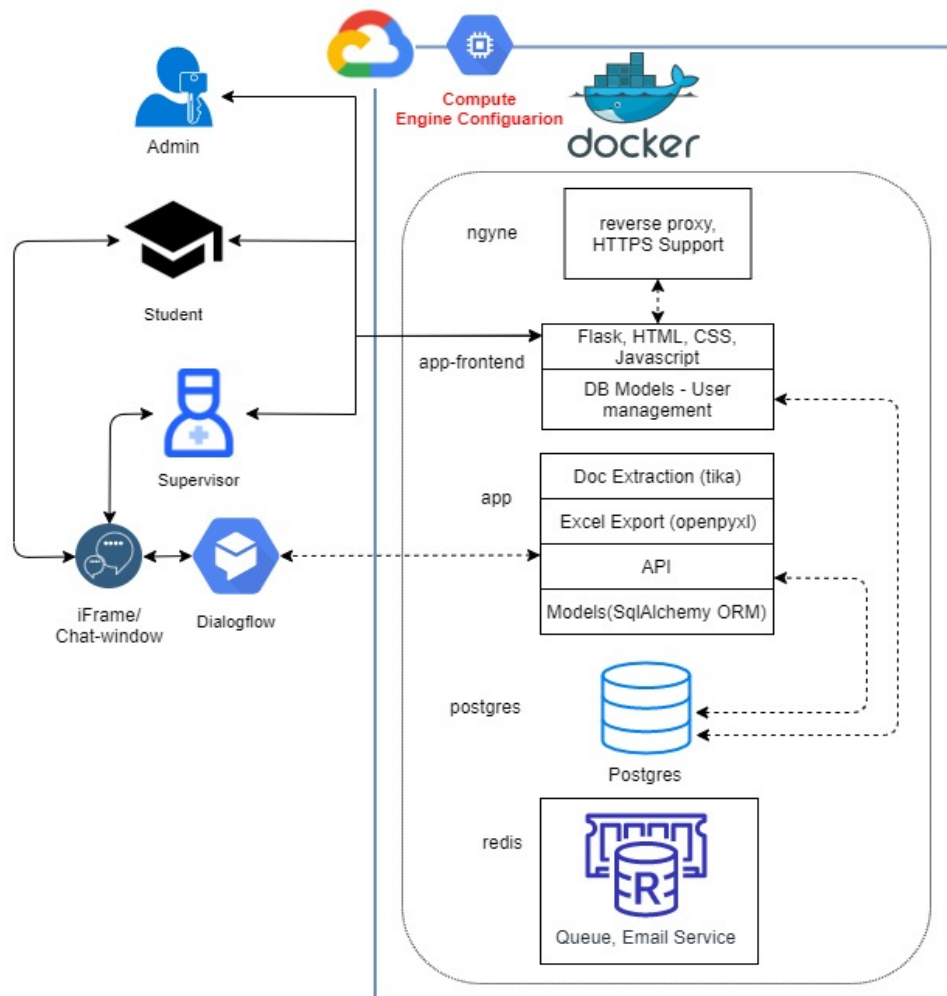 Compute
Engine Configuarion
docker
Admin
ngyne
reverse proxy,
HTTPS Support
Student
app-frontend
Flask, HTML, CSS,
Javascript
DB Models - User
management
Supervisor
app
Doc Extraction (tika)
Excel Export (openpyxl)
API
Models(SqlAlchemy ORM)
iFrame/
Chat-window
Dialogflow
postgres
Postgres
redis
R
Queue, Email Service